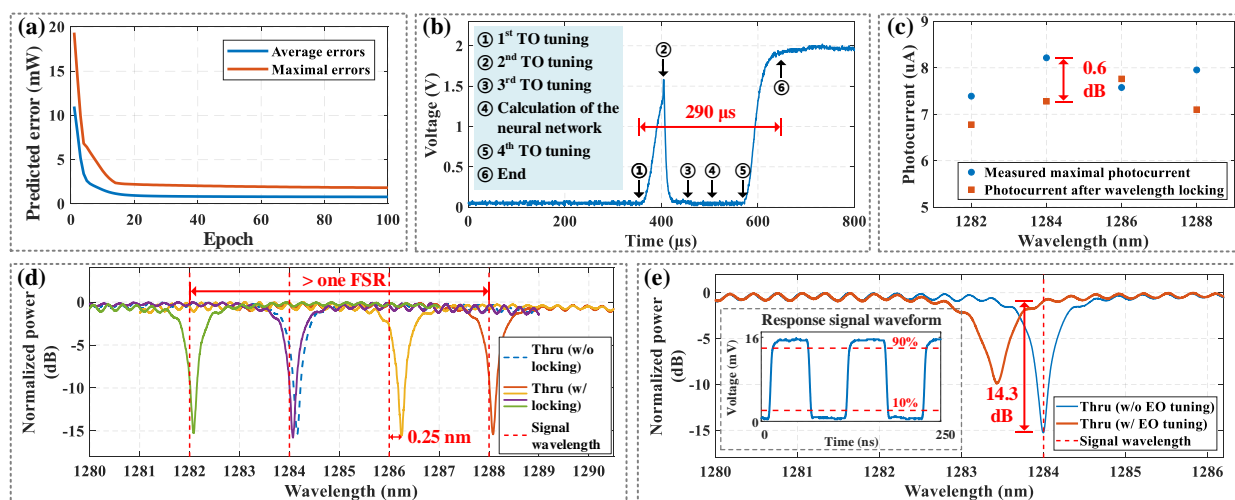 (a)
Predicted error (mW)
20
15
10
5
0
0
20
40
60
80
100
Epoch
Average errors
Maximal errors
(b)
Voltage (V)
2
1.5
1
0.5
0
0
200
400
600
800
Time (μs)
① 1st TO tuning
② 2nd TO tuning
③ 3rd TO tuning
④ Calculation of the
neural network
⑤ 4th TO tuning
⑥ End
②
⑥
290 μs
①
③
④
⑤
(c)
Photocurrent (uA)
9
8
7
6
5
1282
1284
1286
1288
Wavelength (nm)
0.6
dB
Measured maximal photocurrent
Photocurrent after wavelength locking
(d)
Normalized power
(dB)
0
-5
-10
-15
> one FSR
0.25 nm
Thru (w/o
locking)
Thru (w/
locking)
Signal
wavelength
1280
1281
1282
1283
1284
1285
1286
1287
1288
1289
1290
Wavelength (nm)
(e)
Normalized power
(dB)
0
-5
-10
-15
Response signal waveform
Voltage (mV)
16
0
90%
10%
0
250
Time (ns)
14.3
dB
Thru (w/o EO tuning)
Thru (w/ EO tuning)
Signal wavelength
1280
1281
1282
1283
1284
1285
1286
Wavelength (nm)